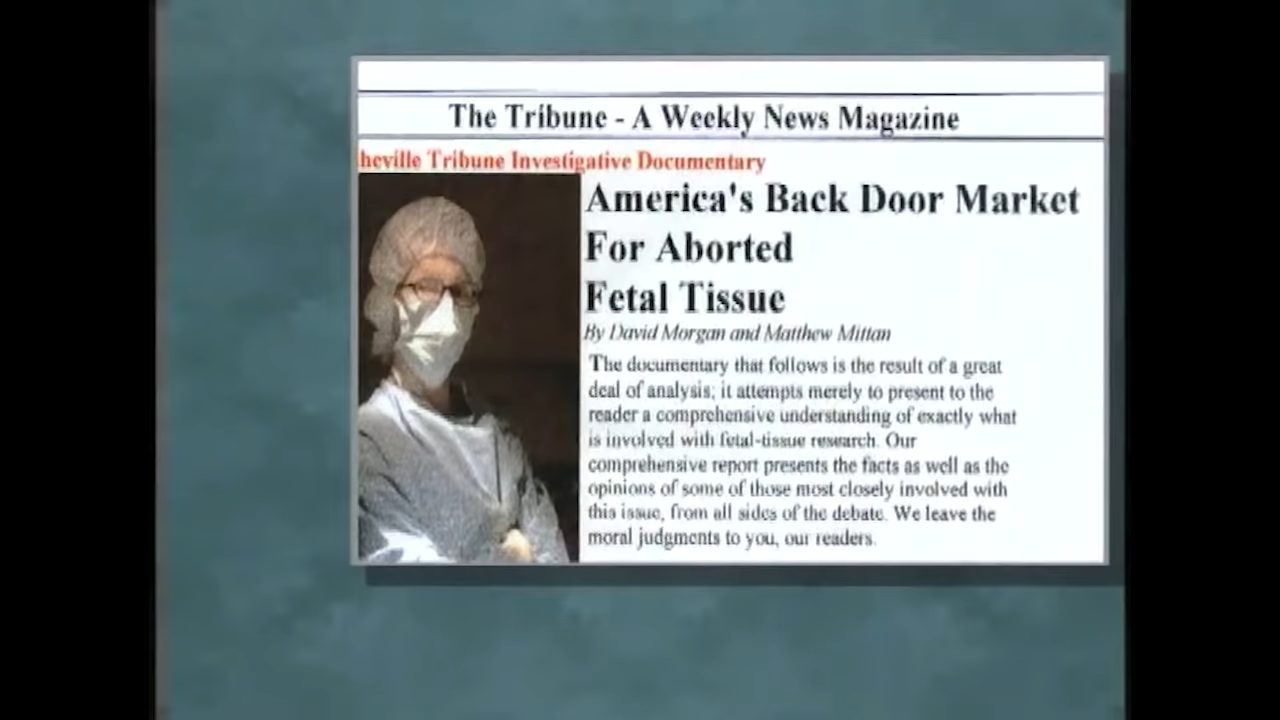 The Tribune - A Weekly News Magazine
heville Tribune Investigative Documentary
America's Back Door Market
For Aborted
Fetal Tissue
By David Morgan and Matthew Mittan
The documentary that follows is the result of a great
deal of analysis; it attempts merely to present to the
reader a comprehensive understanding of exactly what
is involved with fetal-tissue research. Our
comprehensive report presents the facts as well as the
opinions of some of those most closely involved with
this issue, from all sides of the debate. We leave the
moral judgments to you, our readers.